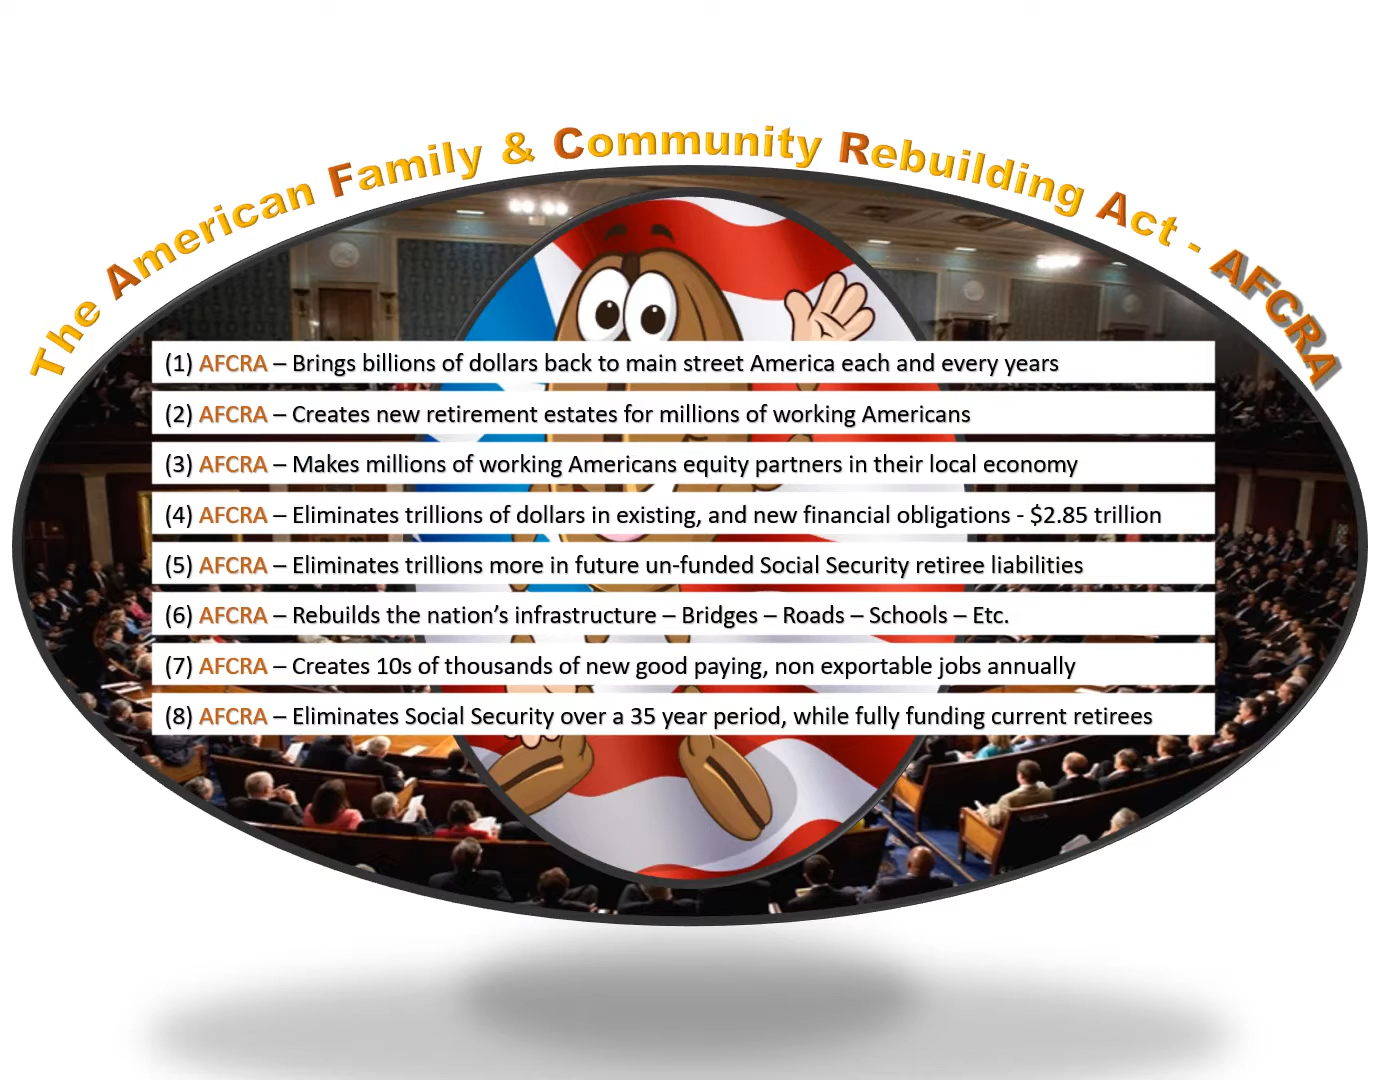 The American Family & Community Rebuilding Act - AFCRA
(1) AFCRA – Brings billions of dollars back to main street America each and every years
(2) AFCRA – Creates new retirement estates for millions of working Americans
(3) AFCRA – Makes millions of working Americans equity partners in their local economy
(4) AFCRA – Eliminates trillions of dollars in existing, and new financial obligations - $2.85 trillion
(5) AFCRA – Eliminates trillions more in future un-funded Social Security retiree liabilities
(6) AFCRA – Rebuilds the nation’s infrastructure – Bridges – Roads – Schools – Etc.
(7) AFCRA – Creates 10s of thousands of new good paying, non exportable jobs annually
(8) AFCRA – Eliminates Social Security over a 35 year period, while fully funding current retirees